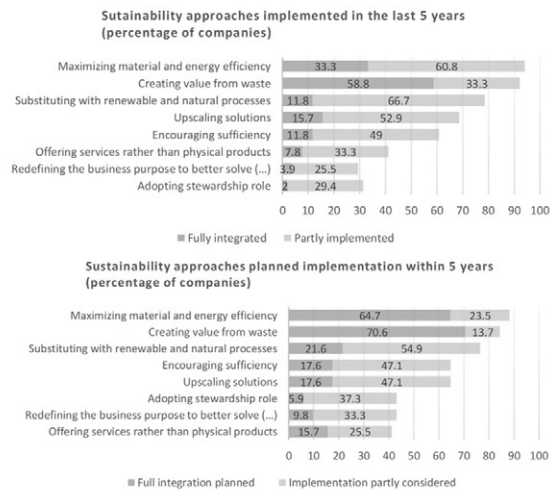 Sutainability approaches implemented in the last 5 years
(percentage of companies)
Maximizing material and energy efficiency 33.3 60.8
Creating value from waste 58.8 33.3
Substituting with renewable and natural processes 11.8 66.7
Upscaling solutions 15.7 52.9
Encouraging sufficiency 11.8 49
Offering services rather than physical products 7.8 33.3
Redefining the business purpose to better solve (...) 3.9 25.5
Adopting stewardship role 2 29.4
0 10 20 30 40 50 60 70 80 90 100
Fully integrated Partly implemented
Sustainability approaches planned implementation within 5 years
(percentage of companies)
Maximizing material and energy efficiency 64.7 23.5
Creating value from waste 70.6 13.7
Substituting with renewable and natural processes 21.6 54.9
Encouraging sufficiency 17.6 47.1
Upscaling solutions 17.6 47.1
Adopting stewardship role 5.9 37.3
Redefining the business purpose to better solve (...) 9.8 33.3
Offering services rather than physical products 15.7 25.5
0 10 20 30 40 50 60 70 80 90 100
Full integration planned Implementation partly considered